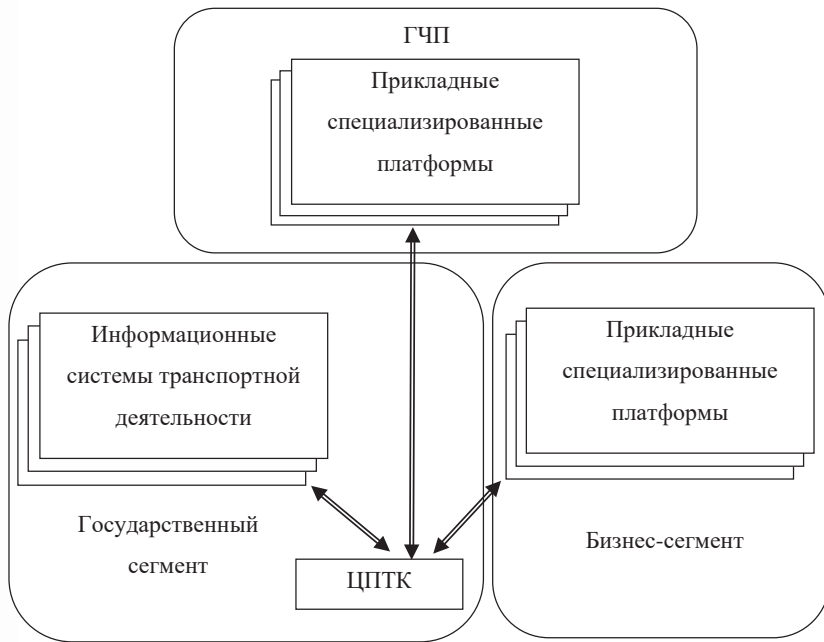 ГЧП
Прикладные
специализированные
платформы
Информационные
системы транспортной
деятельности
Государственный
сегмент
ЦПТК
Прикладные
специализированные
платформы
Бизнес-сегмент